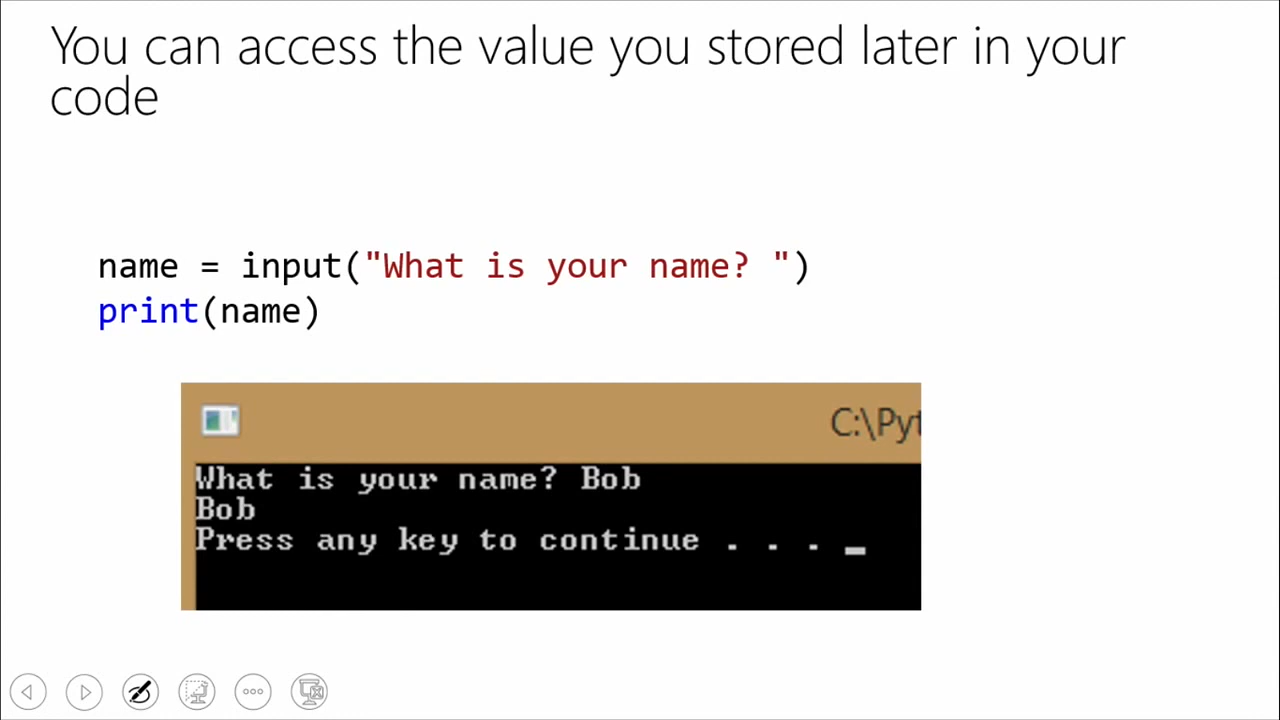 You can access the value you stored later in your
code
name = input("What is your name? ")
print(name)
C:\Pyt
What is your name? Bob
Bob
Press any key to continue . . . _